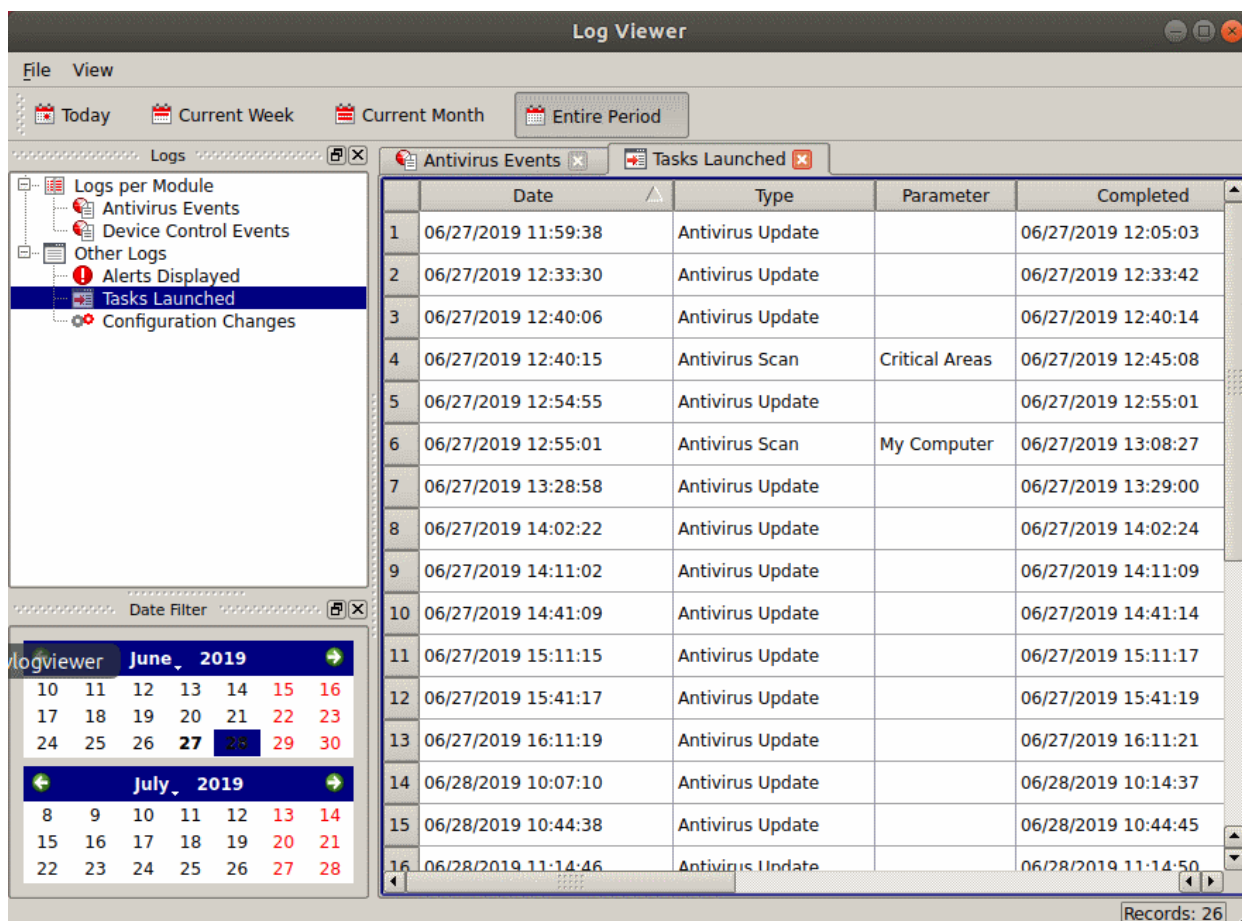 Log Viewer
File View
Today Current Week Current Month Entire Period
Logs
Logs per Module
Antivirus Events
Device Control Events
Other Logs
Alerts Displayed
Tasks Launched
Configuration Changes
Date Filter
vlogviewer June 2019
10 11 12 13 14 15 16
17 18 19 20 21 22 23
24 25 26 27 28 29 30
July 2019
8 9 10 11 12 13 14
15 16 17 18 19 20 21
22 23 24 25 26 27 28
Antivirus Events Tasks Launched
Date Type Parameter Completed
1 06/27/2019 11:59:38 Antivirus Update 06/27/2019 12:05:03
2 06/27/2019 12:33:30 Antivirus Update 06/27/2019 12:33:42
3 06/27/2019 12:40:06 Antivirus Update 06/27/2019 12:40:14
4 06/27/2019 12:40:15 Antivirus Scan Critical Areas 06/27/2019 12:45:08
5 06/27/2019 12:54:55 Antivirus Update 06/27/2019 12:55:01
6 06/27/2019 12:55:01 Antivirus Scan My Computer 06/27/2019 13:08:27
7 06/27/2019 13:28:58 Antivirus Update 06/27/2019 13:29:00
8 06/27/2019 14:02:22 Antivirus Update 06/27/2019 14:02:24
9 06/27/2019 14:11:02 Antivirus Update 06/27/2019 14:11:09
10 06/27/2019 14:41:09 Antivirus Update 06/27/2019 14:41:14
11 06/27/2019 15:11:15 Antivirus Update 06/27/2019 15:11:17
12 06/27/2019 15:41:17 Antivirus Update 06/27/2019 15:41:19
13 06/27/2019 16:11:19 Antivirus Update 06/27/2019 16:11:21
14 06/28/2019 10:07:10 Antivirus Update 06/28/2019 10:14:37
15 06/28/2019 10:44:38 Antivirus Update 06/28/2019 10:44:45
16 06/28/2019 11:14:46 Antivirus Update 06/28/2019 11:14:50
Records: 26